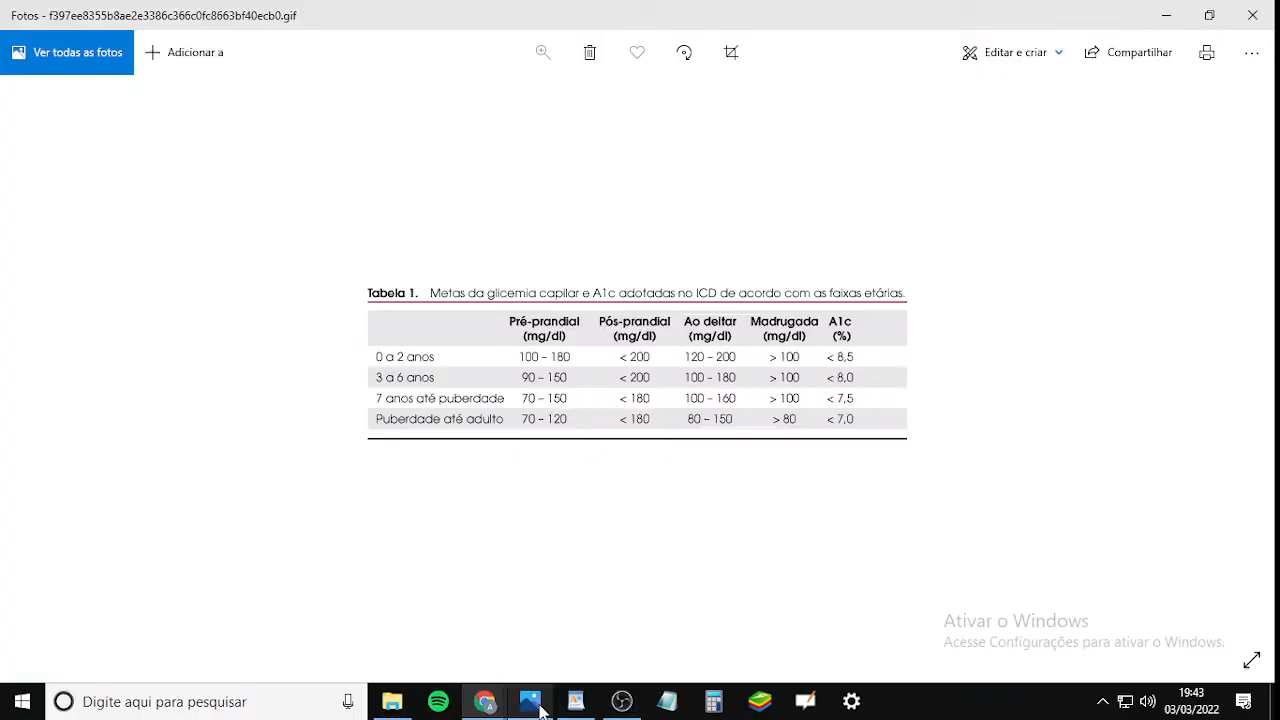 Fotos - f397ee8355b8ae2e3386c366c0fc8663bf40ecb0.gif
Ver todas as fotos Adicionar a Editar e criar Compartilhar
Tabela 1. Metas da glicemia capilar e A1c adotadas no ICD de acordo com as faixas etárias.
Pré-prandial Pós-prandial Ao deitar Madrugada A1c
(mg/dl) (mg/dl) (mg/dl) (mg/dl) (%)
0 a 2 anos 100 – 180 < 200 120 – 200 > 100 < 8,5
3 a 6 anos 90 – 150 < 200 100 – 180 > 100 < 8,0
7 anos até puberdade 70 – 150 < 180 100 – 160 > 100 < 7,5
Puberdade até adulto 70 – 120 < 180 80 – 150 > 80 < 7,0
Ativar o Windows
Acesse Configurações para ativar o Windows.
Digite aqui para pesquisar
19:43
03/03/2022